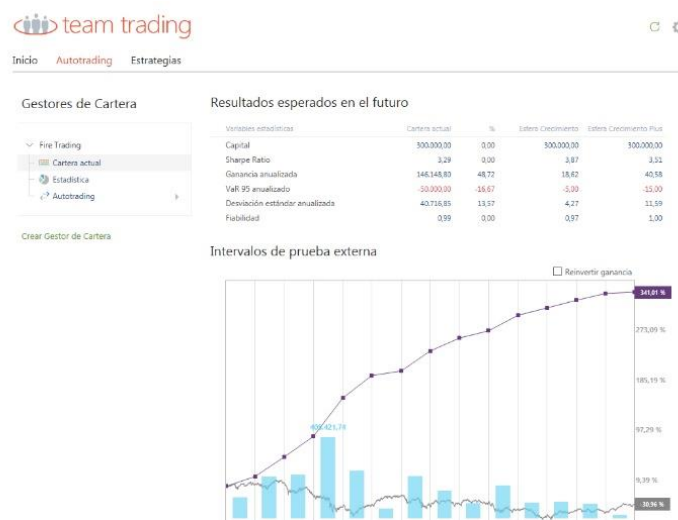 team trading
Inicio Autotrading Estrategias
Gestores de Cartera
Fire Trading
Cartera actual
Estadística
Autotrading
Crear Gestor de Cartera
Resultados esperados en el futuro
Variables estadísticas Cartera actual % Esfera Crecimiento Esfera Crecimiento Plus
Capital 300.000,00 0,00 300.000,00 300.000,00
Sharpe Ratio 3,29 0,00 3,87 3,51
Ganancia anualizada 146.148,80 48,72 18,62 40,58
VaR 95 anualizado -50.000,00 -16,67 -5,00 -15,00
Desviación estándar anualizada 40.716,85 13,57 4,27 11,59
Fiabilidad 0,99 0,00 0,97 1,00
Intervalos de prueba externa
Reinvertir ganancia
341,01 %
273,09 %
185,19 %
97,29 %
9,39 %
-30,96 %